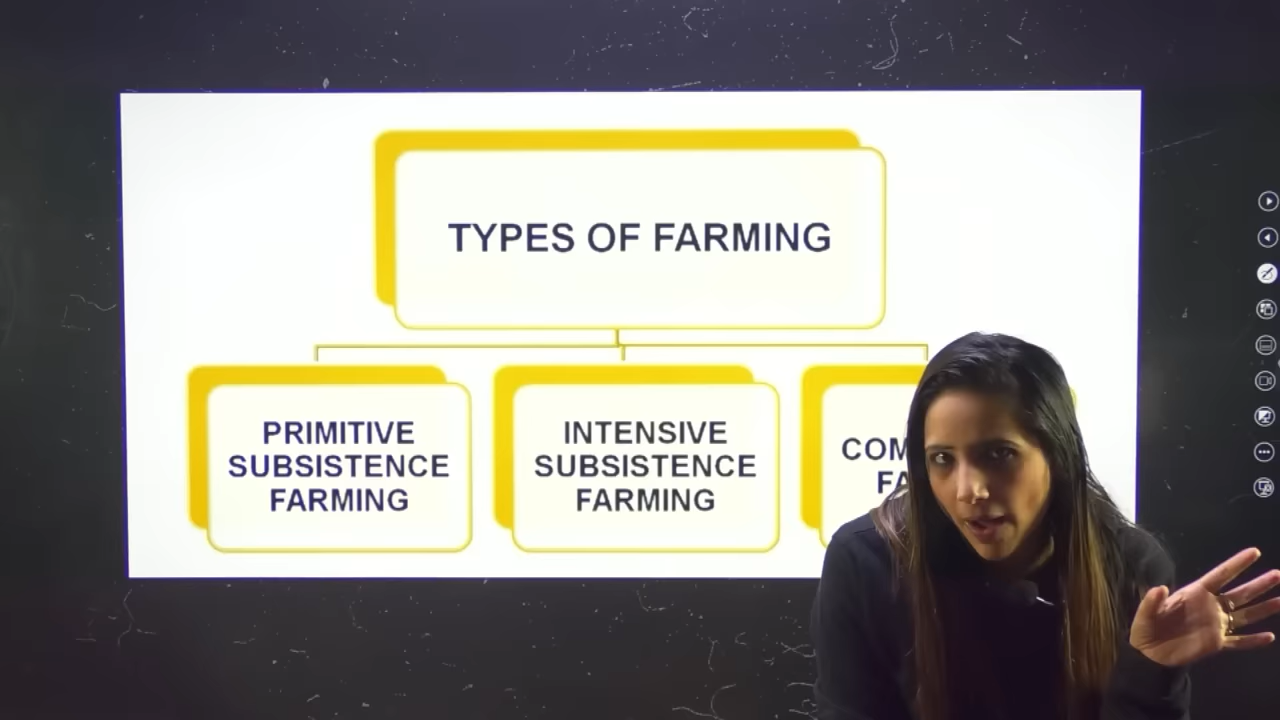 TYPES OF FARMING
PRIMITIVE
SUBSISTENCE
FARMING
INTENSIVE
SUBSISTENCE
FARMING